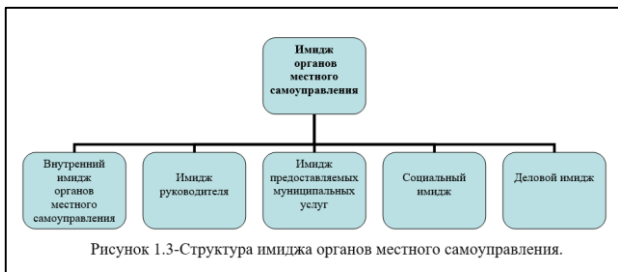 Имидж
органов
местного
самоуправления
Внутренний
имидж
органов
местного
самоуправления
Имидж
руководителя
Имидж
предоставляемых
муниципальных
услуг
Социальный
имидж
Деловой имидж
Рисунок 1.3-Структура имиджа органов местного самоуправления.